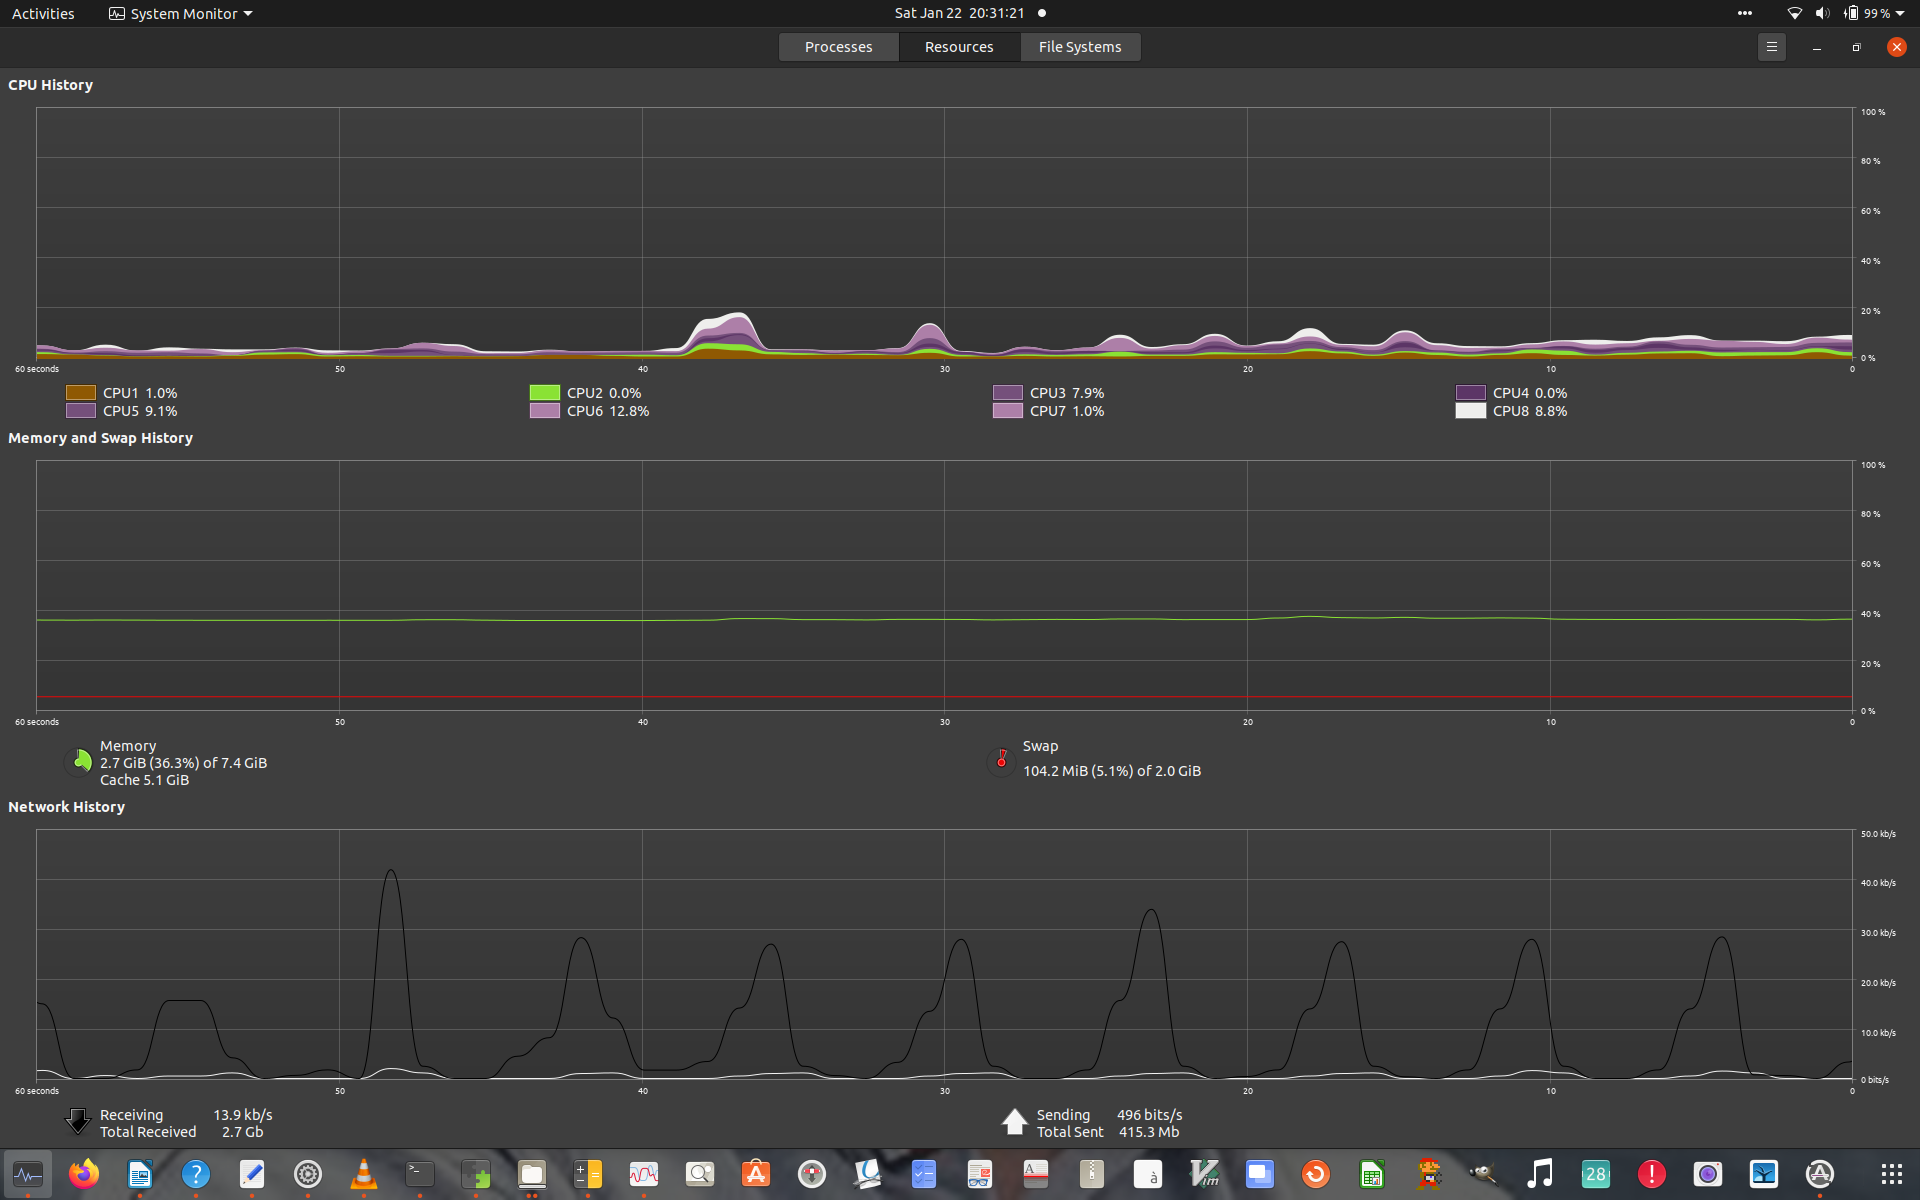 Activities System Monitor Sat Jan 22 20:31:21 99 %
Processes Resources File Systems
CPU History
100 %
80 %
60 %
40 %
20 %
0 %
60 seconds 50 40 30 20 10 0
CPU1 1.0% CPU2 0.0% CPU3 7.9% CPU4 0.0%
CPU5 9.1% CPU6 12.8% CPU7 1.0% CPU8 8.8%
Memory and Swap History
100 %
80 %
60 %
40 %
20 %
0 %
60 seconds 50 40 30 20 10 0
Memory
2.7 GiB (36.3%) of 7.4 GiB
Cache 5.1 GiB
Swap
104.2 MiB (5.1%) of 2.0 GiB
Network History
50.0 kb/s
40.0 kb/s
30.0 kb/s
20.0 kb/s
10.0 kb/s
0 bits/s
60 seconds 50 40 30 20 10 0
Receiving 13.9 kb/s
Total Received 2.7 Gb
Sending 496 bits/s
Total Sent 415.3 Mb
? >_ A à Vim 28 !